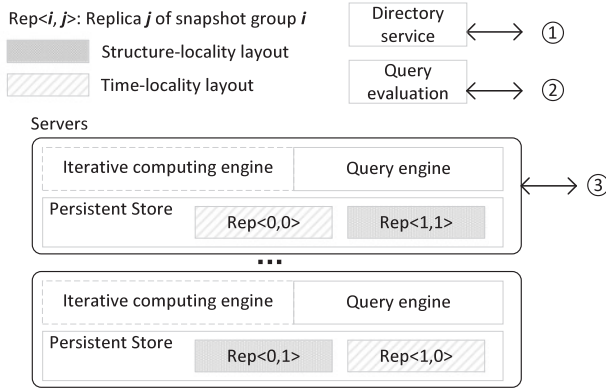 Rep<i, j>: Replica j of snapshot group i
Structure-locality layout
Time-locality layout
Directory
service
①
Query
evaluation
②
Servers
Iterative computing engine
Query engine
③
Persistent Store
Rep<0,0>
Rep<1,1>
...
Iterative computing engine
Query engine
Persistent Store
Rep<0,1>
Rep<1,0>